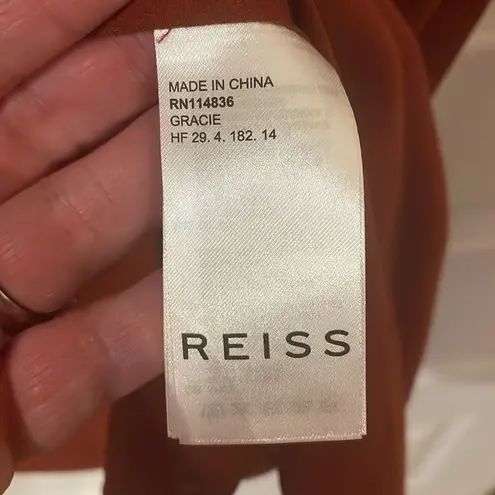 MADE IN CHINA
RN114836
GRACIE
HF 29. 4. 182. 14
REISS